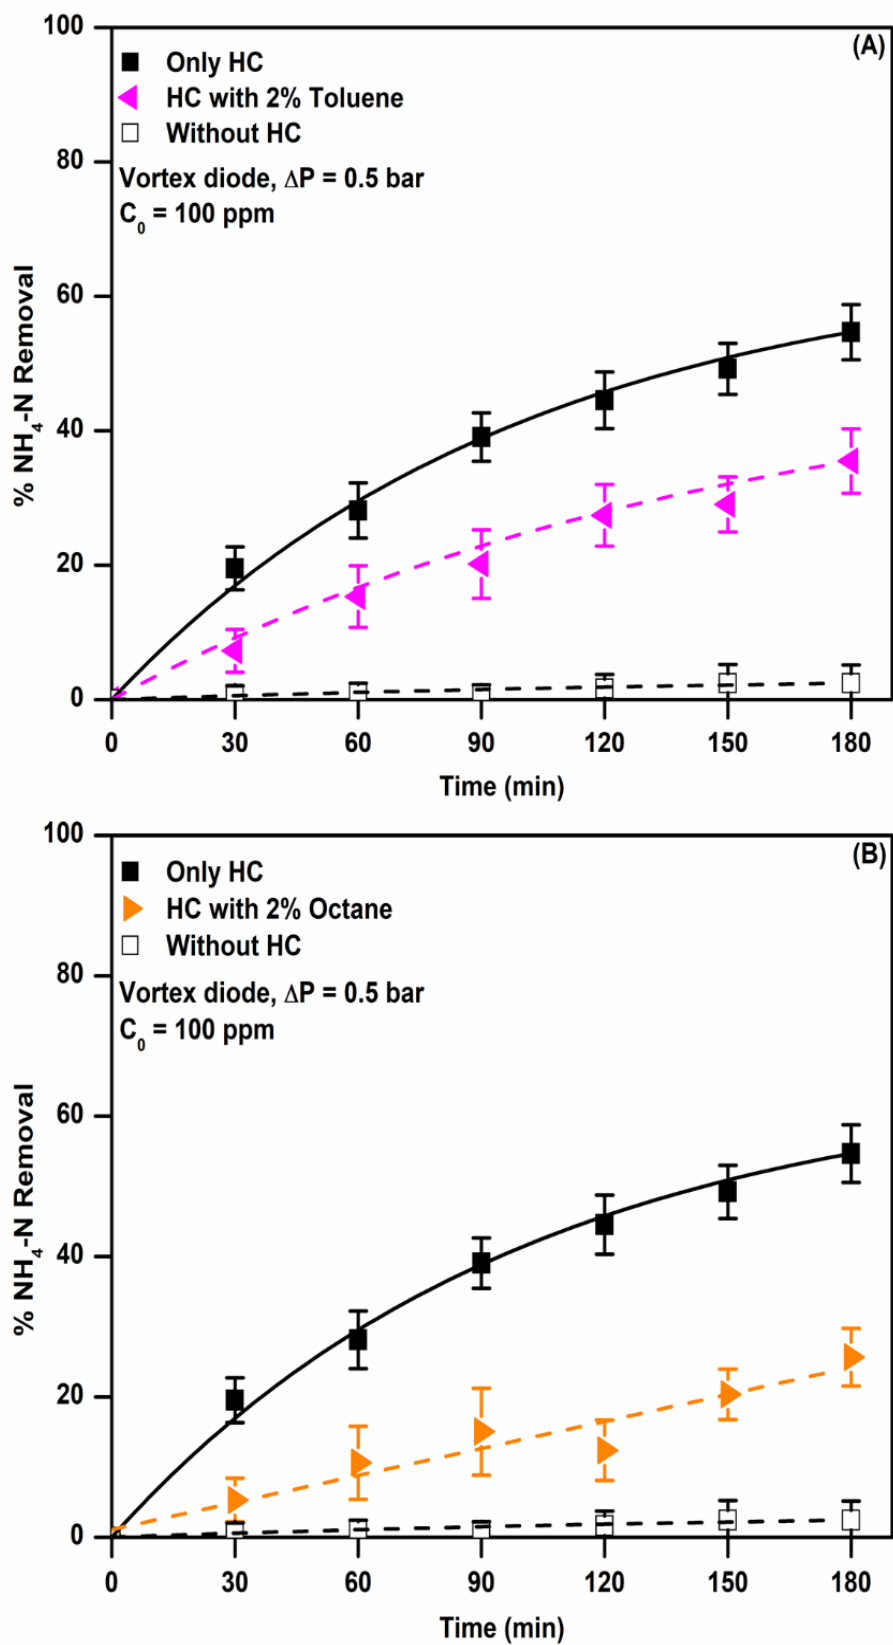 100
(A)
Only HC
HC with 2% Toluene
80
Without HC
Vortex diode, ΔP = 0.5 bar
C₀ = 100 ppm
% NH₄-N Removal
60
40
20
0
0 30 60 90 120 150 180
Time (min)
100
(B)
Only HC
HC with 2% Octane
Without HC
80
Vortex diode, ΔP = 0.5 bar
C₀ = 100 ppm
% NH₄-N Removal
60
40
20
0
0 30 60 90 120 150 180
Time (min)